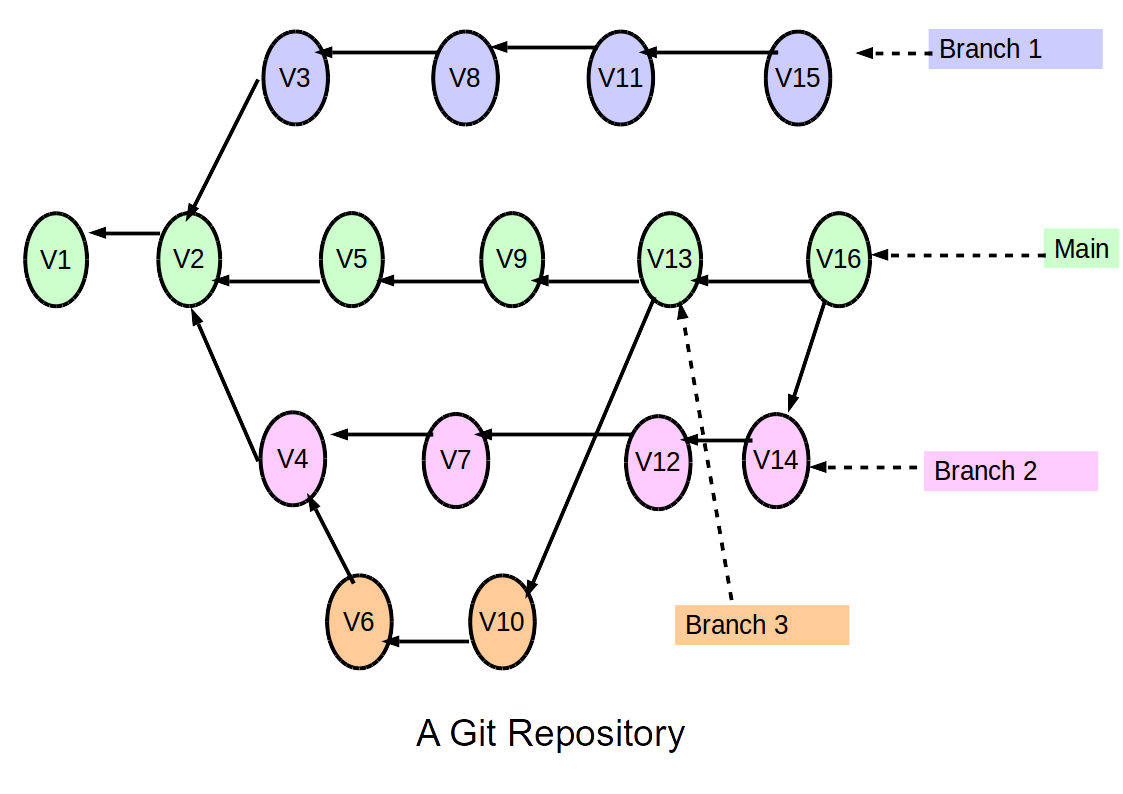 V3
V8
V11
V15
Branch 1
V1
V2
V5
V9
V13
V16
Main
V4
V7
V12
V14
Branch 2
V6
V10
Branch 3
A Git Repository